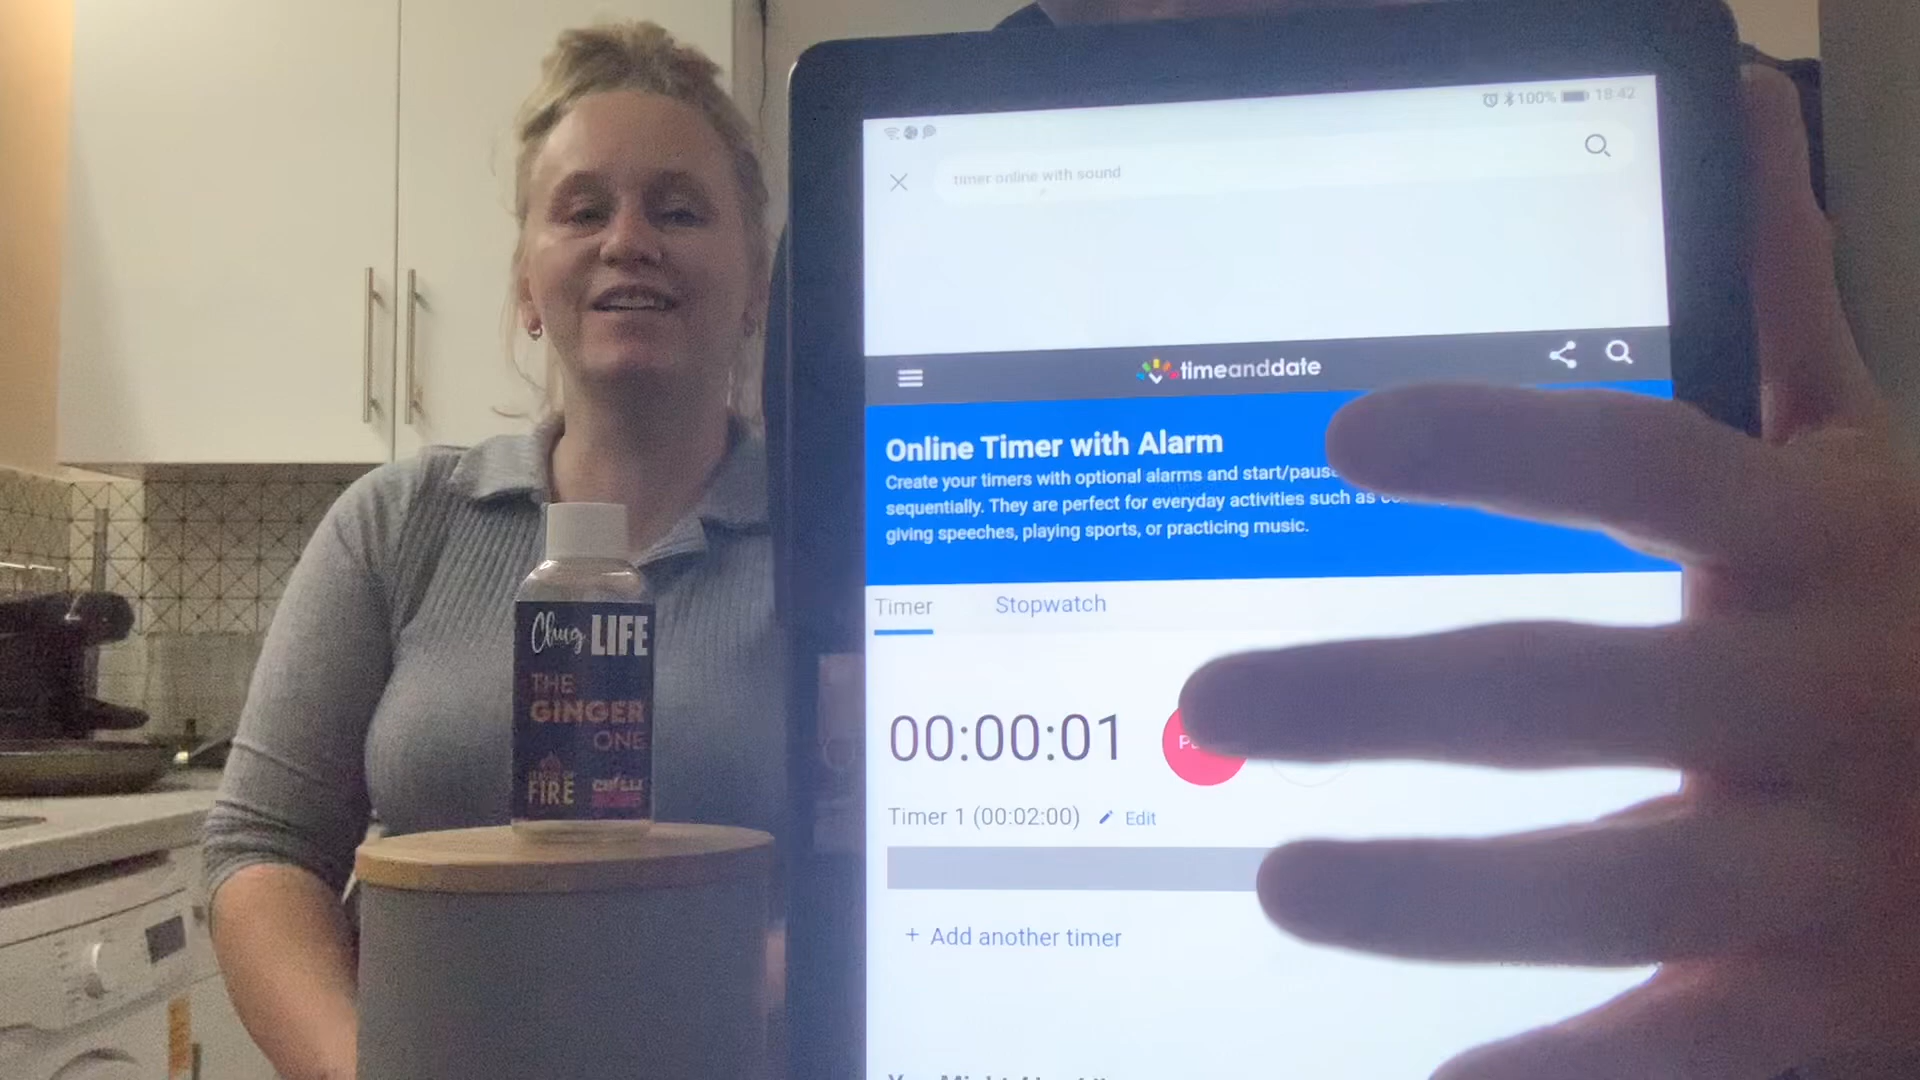 100% 18:42
timer online with sound
timeanddate
Online Timer with Alarm
Create your timers with optional alarms and start/pause
sequentially. They are perfect for everyday activities such as
giving speeches, playing sports, or practicing music.
Timer Stopwatch
00:00:01
Timer 1 (00:02:00) Edit
+ Add another timer
Chug LIFE
THE
GINGER
ONE
FIRE